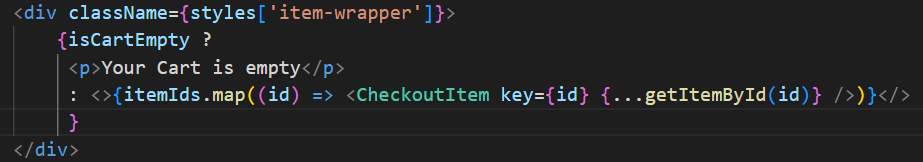 <div className={styles['item-wrapper']}>
{isCartEmpty ?
<p>Your Cart is empty</p>
: <>{itemIds.map((id) => <CheckoutItem key={id} {...getItemById(id)} />)}</>
}
</div>